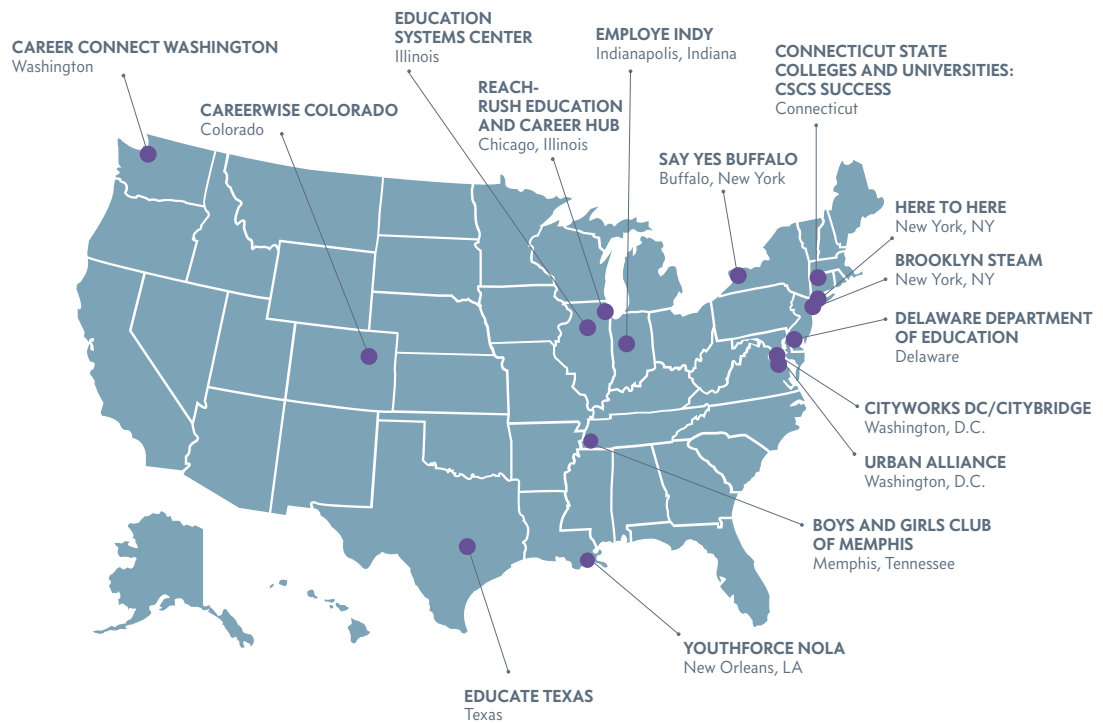 CAREER CONNECT WASHINGTON
Washington
CAREERWISE COLORADO
Colorado
EDUCATION
SYSTEMS CENTER
Illinois
REACH-
RUSH EDUCATION
AND CAREER HUB
Chicago, Illinois
EMPLOYE INDY
Indianapolis, Indiana
SAY YES BUFFALO
Buffalo, New York
CONNECTICUT STATE
COLLEGES AND UNIVERSITIES:
CSCS SUCCESS
Connecticut
HERE TO HERE
New York, NY
BROOKLYN STEAM
New York, NY
DELAWARE DEPARTMENT
OF EDUCATION
Delaware
CITYWORKS DC/CITYBRIDGE
Washington, D.C.
URBAN ALLIANCE
Washington, D.C.
BOYS AND GIRLS CLUB
OF MEMPHIS
Memphis, Tennessee
YOUTHFORCE NOLA
New Orleans, LA
EDUCATE TEXAS
Texas